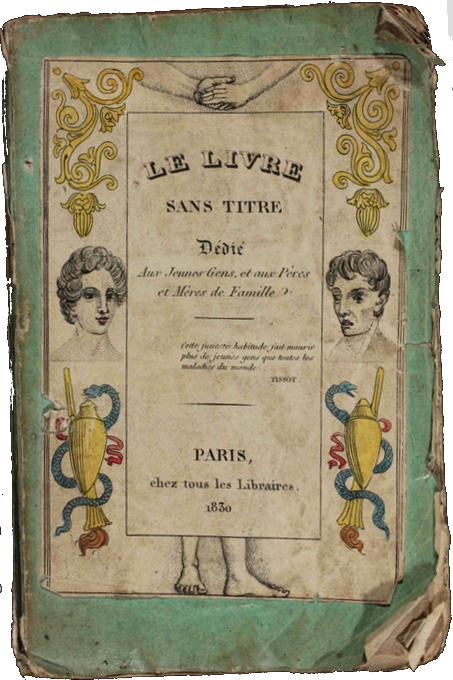 LE LIVRE
SANS TITRE
Dédié
Aux Jeunes Gens, et aux Pères
et Mères de Famille
Cette funeste habitude fait mourir
plus de jeunes gens que toutes les
maladies du monde
TISSOT.
PARIS,
chez tous les Libraires.
1830